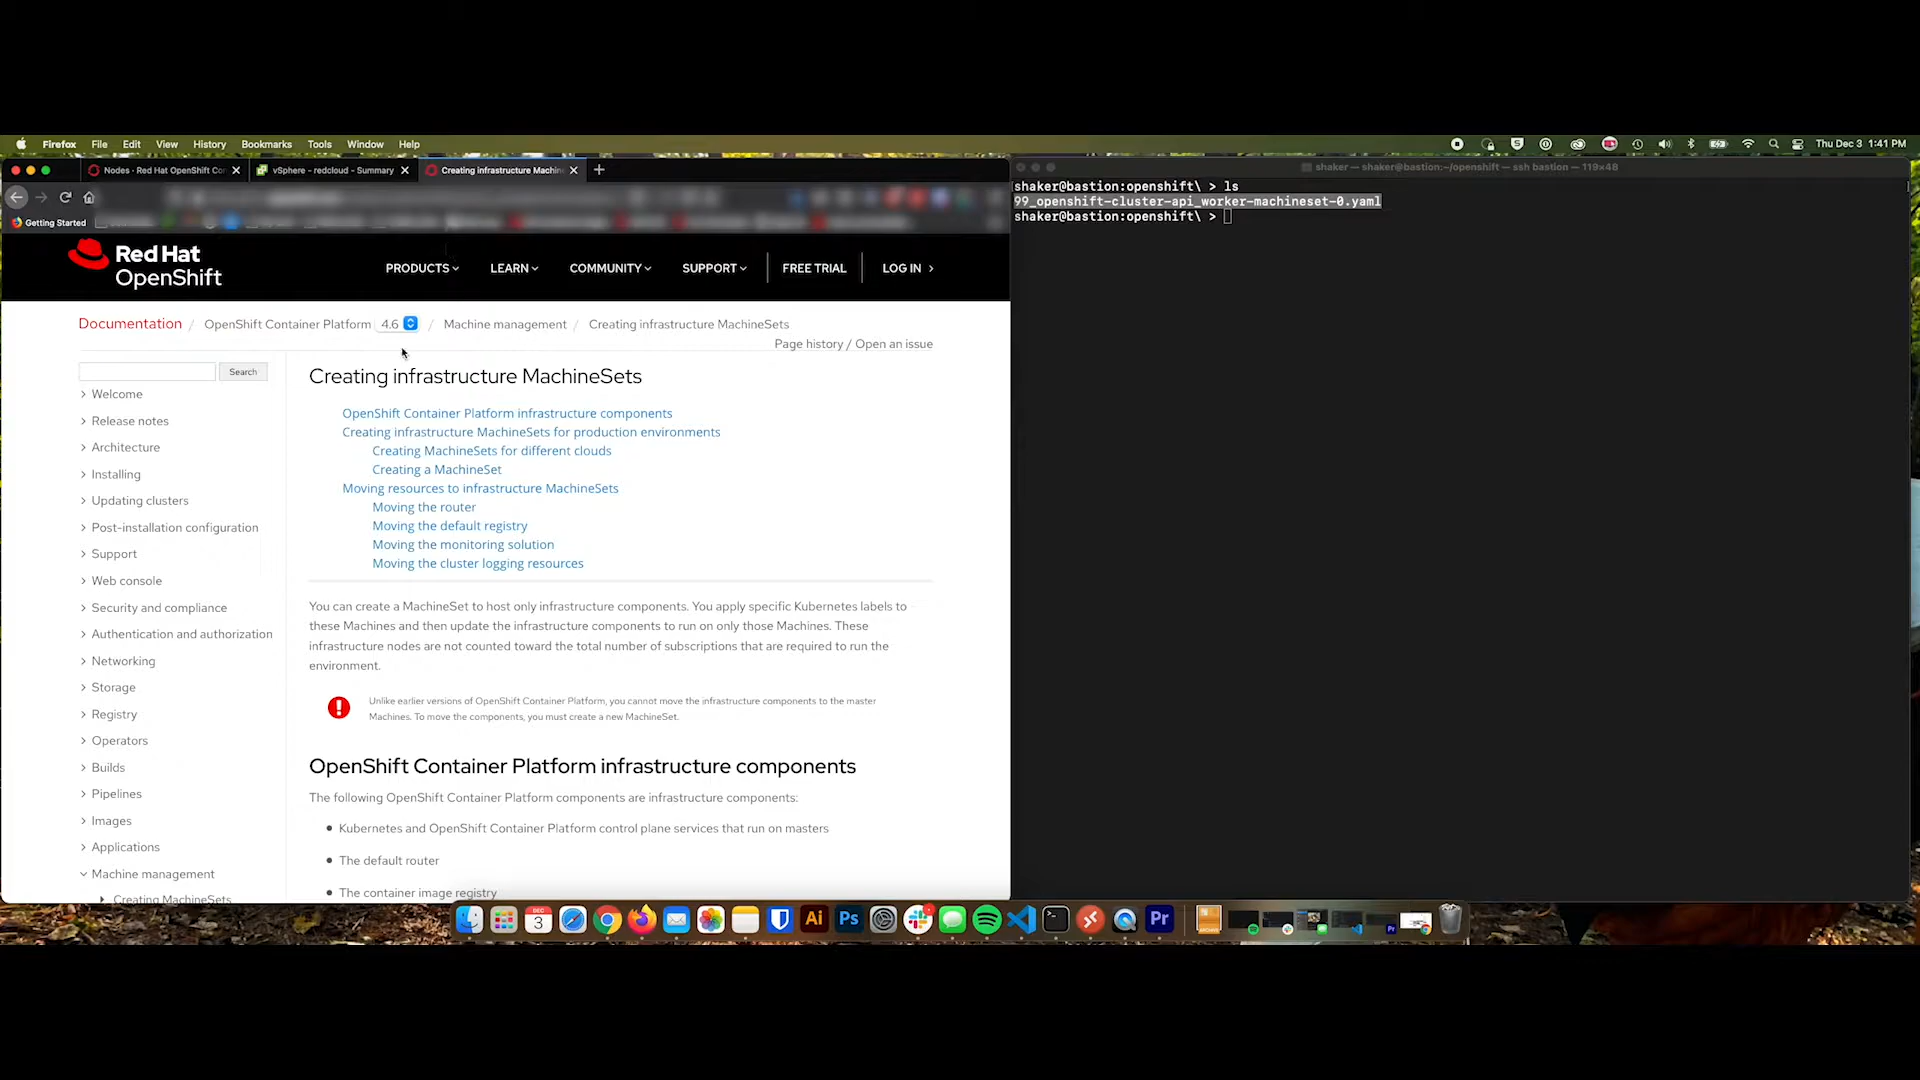 Firefox File Edit View History Bookmarks Tools Window Help
Thu Dec 3 1:41 PM
Nodes · Red Hat OpenShift Co
vSphere - redcloud - Summary
Creating infrastructure Machin
Getting Started
Red Hat
OpenShift
PRODUCTS LEARN COMMUNITY SUPPORT FREE TRIAL LOG IN
Documentation / OpenShift Container Platform 4.6 / Machine management / Creating infrastructure MachineSets
Page history / Open an issue
Search
Welcome
Release notes
Architecture
Installing
Updating clusters
Post-installation configuration
Support
Web console
Security and compliance
Authentication and authorization
Networking
Storage
Registry
Operators
Builds
Pipelines
Images
Applications
Machine management
Creating MachineSets
Creating infrastructure MachineSets
OpenShift Container Platform infrastructure components
Creating infrastructure MachineSets for production environments
Creating MachineSets for different clouds
Creating a MachineSet
Moving resources to infrastructure MachineSets
Moving the router
Moving the default registry
Moving the monitoring solution
Moving the cluster logging resources
You can create a MachineSet to host only infrastructure components. You apply specific Kubernetes labels to
these Machines and then update the infrastructure components to run on only those Machines. These
infrastructure nodes are not counted toward the total number of subscriptions that are required to run the
environment.
Unlike earlier versions of OpenShift Container Platform, you cannot move the infrastructure components to the master
Machines. To move the components, you must create a new MachineSet.
OpenShift Container Platform infrastructure components
The following OpenShift Container Platform components are infrastructure components:
Kubernetes and OpenShift Container Platform control plane services that run on masters
The default router
The container image registry
shaker — shaker@bastion:~/openshift — ssh bastion — 119×48
shaker@bastion:openshift\ > ls
99_openshift-cluster-api_worker-machineset-0.yaml
shaker@bastion:openshift\ >
DEC
3
Ai
Ps
Pr